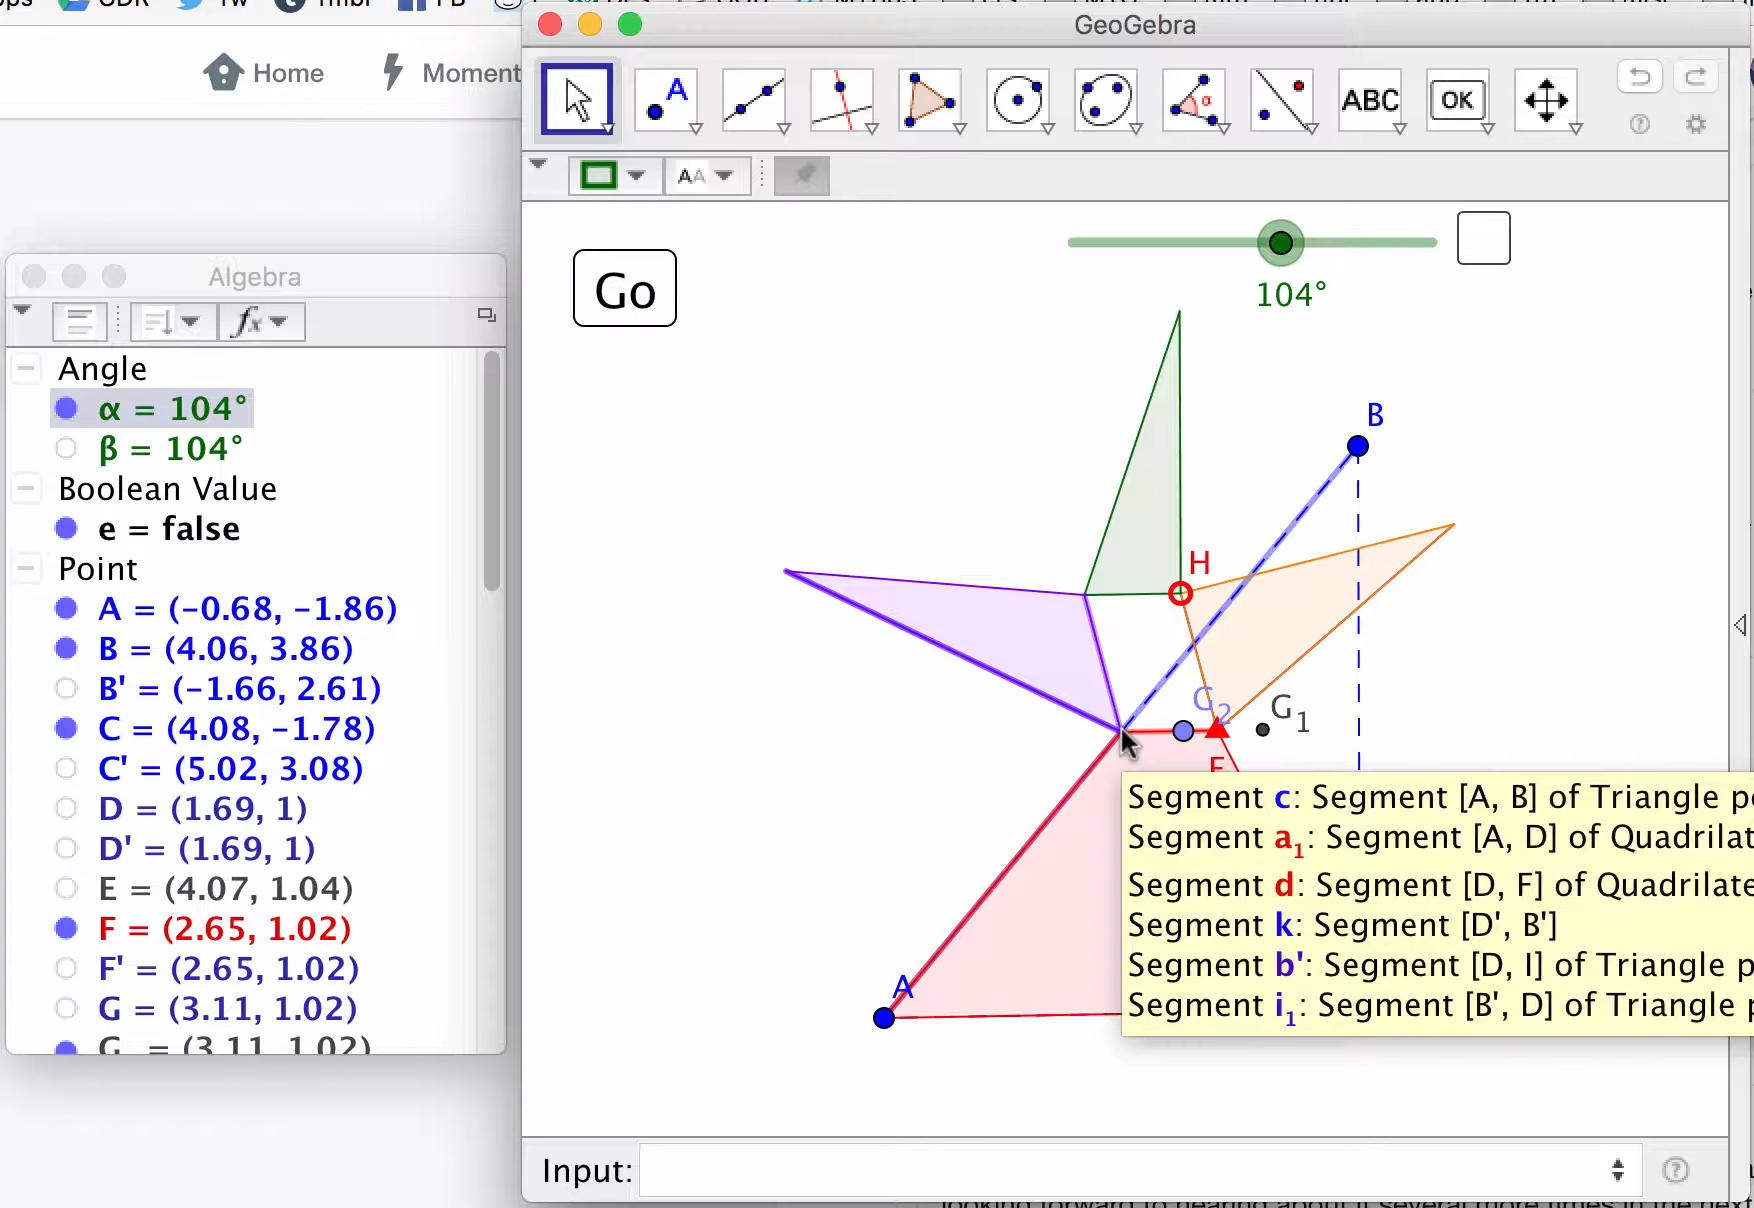 GeoGebra
Home
Moment
A
α
ABC
OK
AA
Go
104°
Algebra
fx
Angle
α = 104°
β = 104°
Boolean Value
e = false
Point
A = (-0.68, -1.86)
B = (4.06, 3.86)
B' = (-1.66, 2.61)
C = (4.08, -1.78)
C' = (5.02, 3.08)
D = (1.69, 1)
D' = (1.69, 1)
E = (4.07, 1.04)
F = (2.65, 1.02)
F' = (2.65, 1.02)
G = (3.11, 1.02)
B
H
G₂
G₁
A
Segment c: Segment [A, B] of Triangle
Segment a₁: Segment [A, D] of
Segment d: Segment [D, F] of
Segment k: Segment [D', B']
Segment b': Segment [D, I] of Triangle
Segment i₁: Segment [B', D] of Triangle
Input: